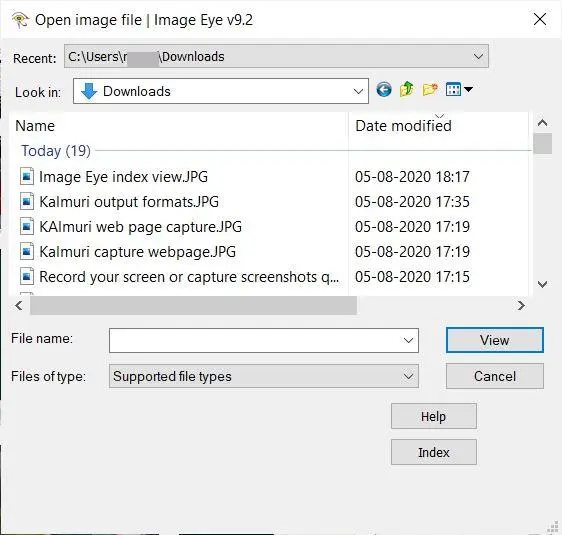 Open image file | Image Eye v9.2
Recent: C:\Users\r \Downloads
Look in: Downloads
Name Date modified
Today (19)
Image Eye index view.JPG 05-08-2020 18:17
Kalmuri output formats.JPG 05-08-2020 17:35
KAlmuri web page capture.JPG 05-08-2020 17:19
Kalmuri capture webpage.JPG 05-08-2020 17:19
Record your screen or capture screenshots q... 05-08-2020 17:15
File name: View
Files of type: Supported file types Cancel
Help
Index